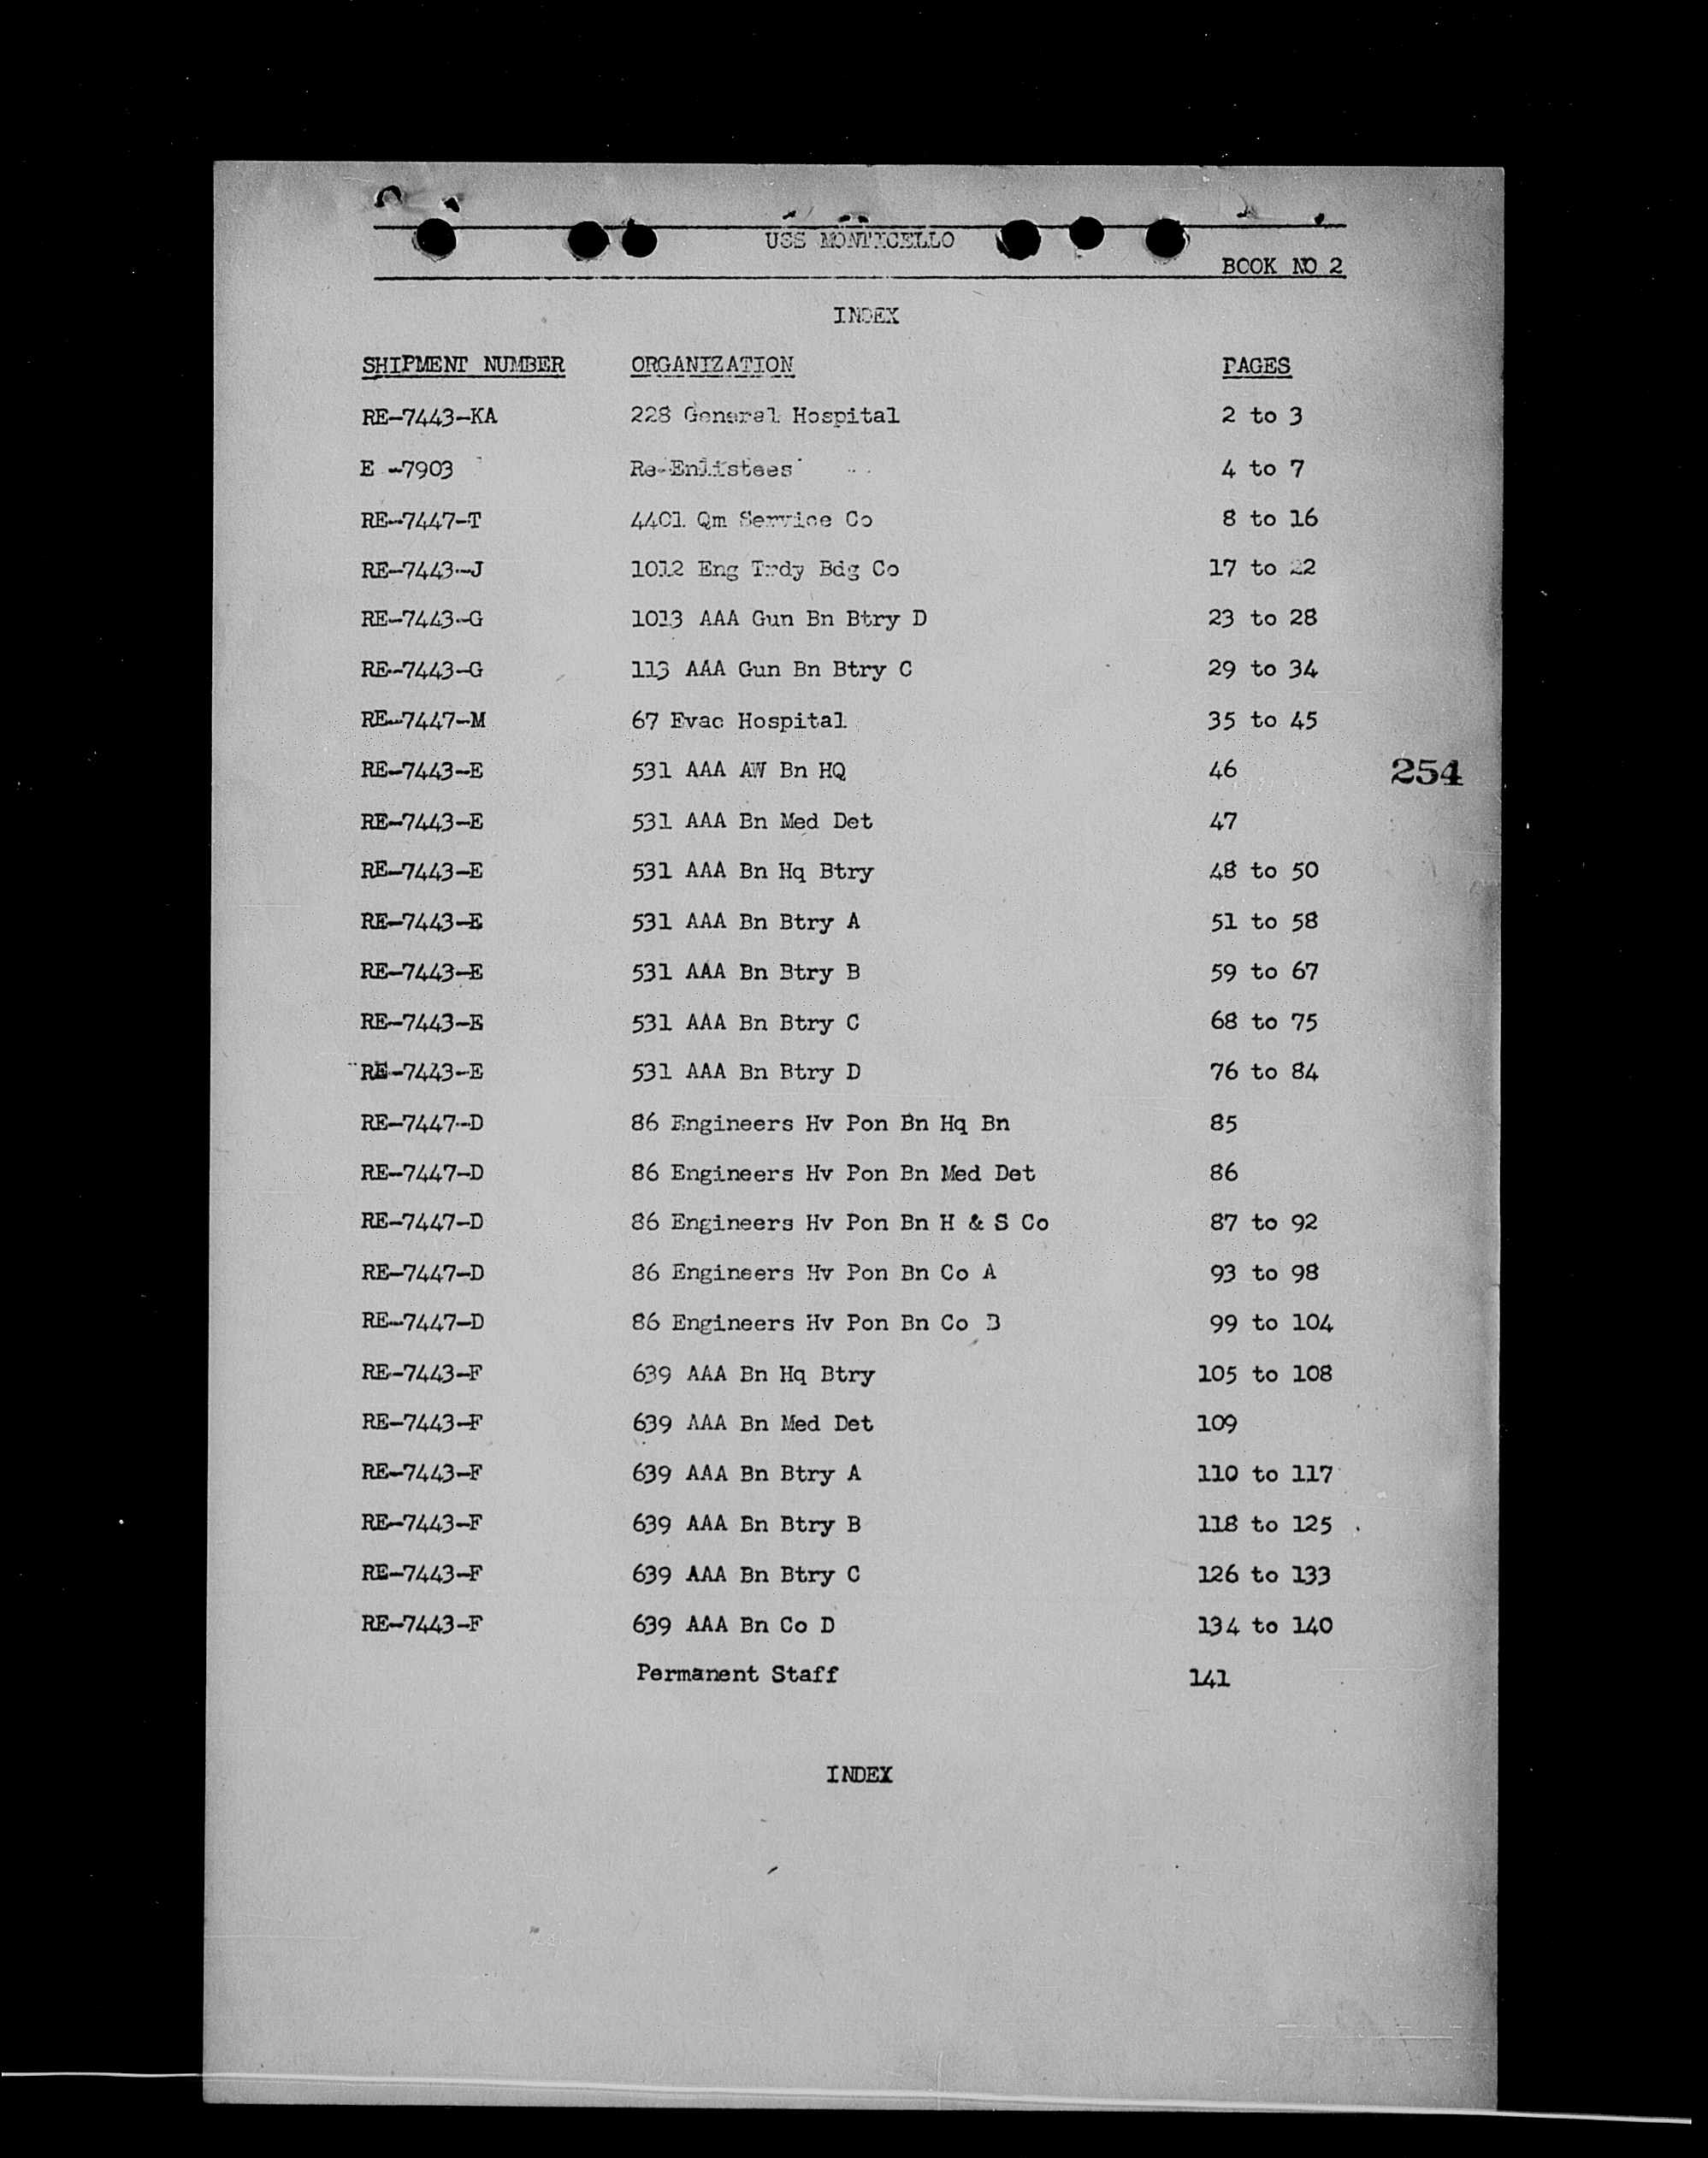 USS MONTICELLO
BOOK NO 2
INDEX
SHIPMENT NUMBER ORGANIZATION PAGES
RE-7443-KA 228 General Hospital 2 to 3
E -7903 Re-Enlistees 4 to 7
RE-7447-T 4401 Qm Service Co 8 to 16
RE-7443-J 1012 Eng Trdy Bdg Co 17 to 22
RE-7443-G 1013 AAA Gun Bn Btry D 23 to 28
RE-7443-G 113 AAA Gun Bn Btry C 29 to 34
RE-7447-M 67 Evac Hospital 35 to 45
RE-7443-E 531 AAA AW Bn HQ 46
254
RE-7443-E 531 AAA Bn Med Det 47
RE-7443-E 531 AAA Bn Hq Btry 48 to 50
RE-7443-E 531 AAA Bn Btry A 51 to 58
RE-7443-E 531 AAA Bn Btry B 59 to 67
RE-7443-E 531 AAA Bn Btry C 68 to 75
RE-7443-E 531 AAA Bn Btry D 76 to 84
RE-7447-D 86 Engineers Hv Pon Bn Hq Bn 85
RE-7447-D 86 Engineers Hv Pon Bn Med Det 86
RE-7447-D 86 Engineers Hv Pon Bn H & S Co 87 to 92
RE-7447-D 86 Engineers Hv Pon Bn Co A 93 to 98
RE-7447-D 86 Engineers Hv Pon Bn Co B 99 to 104
RE-7443-F 639 AAA Bn Hq Btry 105 to 108
RE-7443-F 639 AAA Bn Med Det 109
RE-7443-F 639 AAA Bn Btry A 110 to 117
RE-7443-F 639 AAA Bn Btry B 118 to 125
RE-7443-F 639 AAA Bn Btry C 126 to 133
RE-7443-F 639 AAA Bn Co D 134 to 140
Permanent Staff 141
INDEX